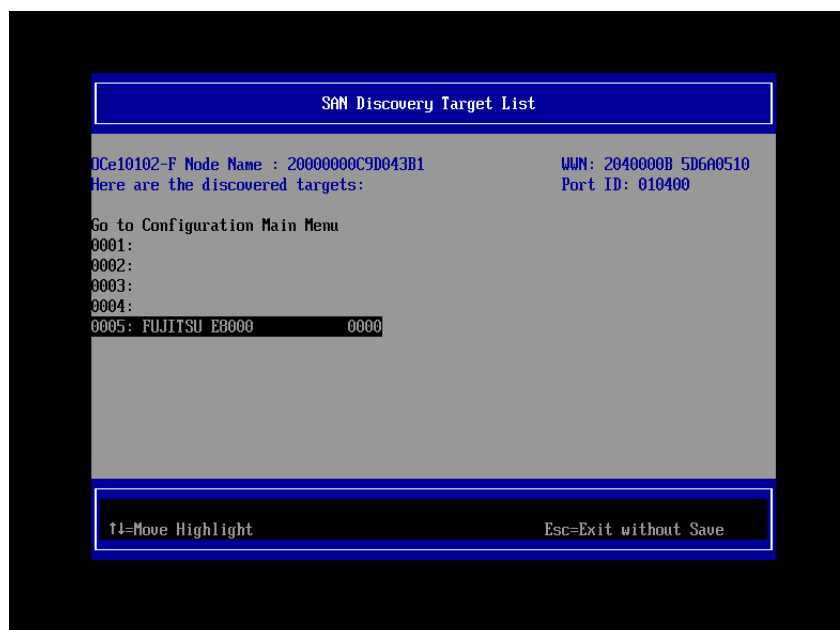 SAN Discovery Target List
OCe10102-F Node Name : 20000000C9D043B1 WWN: 2040000B 5D6A0510
Here are the discovered targets: Port ID: 010400
Go to Configuration Main Menu
0001:
0002:
0003:
0004:
0005: FUJITSU E8000 0000
↑↓=Move Highlight Esc=Exit without Save